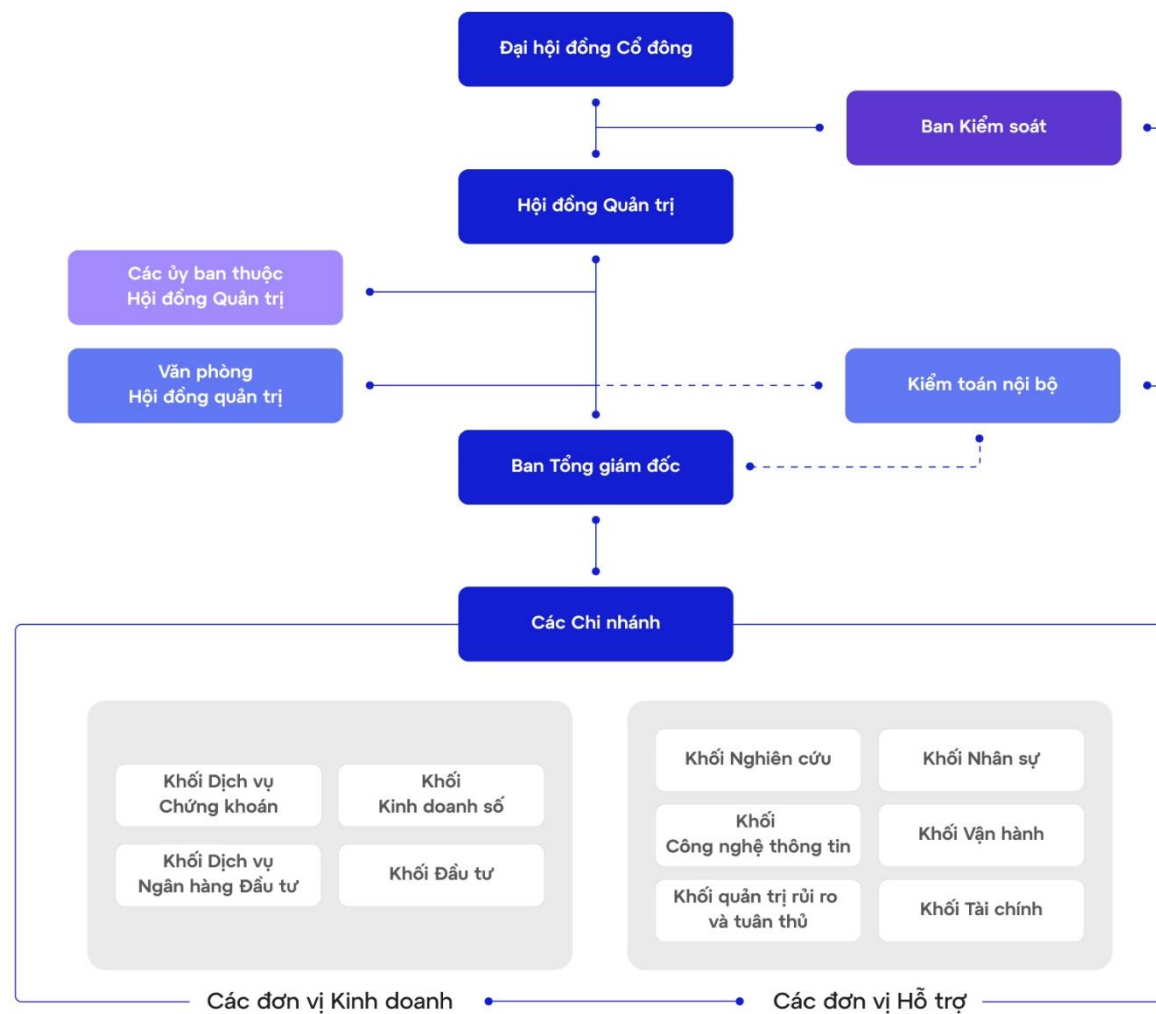 Đại hội đồng Cổ đông
Ban Kiểm soát
Hội đồng Quản trị
Các ủy ban thuộc
Hội đồng Quản trị
Văn phòng
Hội đồng quản trị
Kiểm toán nội bộ
Ban Tổng giám đốc
Các Chi nhánh
Khối Dịch vụ
Chứng khoán
Khối
Kinh doanh số
Khối Dịch vụ
Ngân hàng Đầu tư
Khối Đầu tư
Khối Nghiên cứu
Khối Nhân sự
Khối
Công nghệ thông tin
Khối Vận hành
Khối quản trị rủi ro
và tuân thủ
Khối Tài chính
Các đơn vị Kinh doanh
Các đơn vị Hỗ trợ